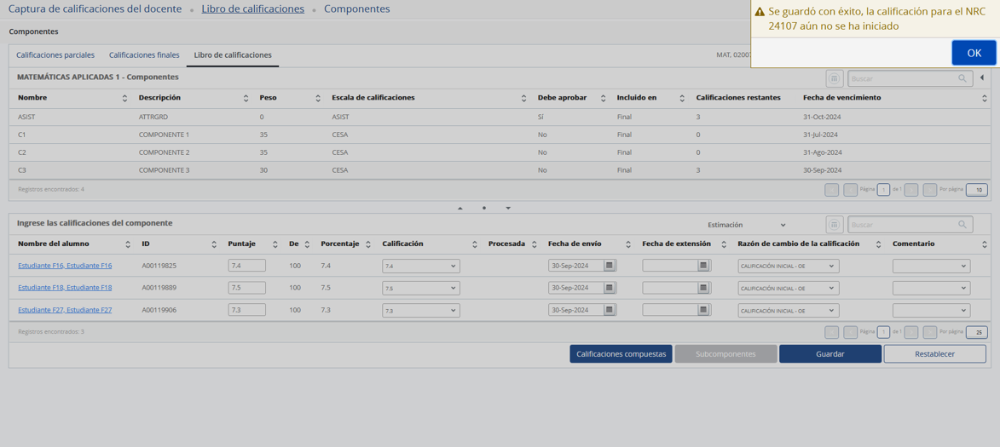 Captura de calificaciones del docente • Libro de calificaciones • Componentes
Se guardó con éxito, la calificación para el NRC
24107 aún no se ha iniciado
OK
Componentes
Calificaciones parciales Calificaciones finales Libro de calificaciones MAT, 02007
MATEMÁTICAS APLICADAS 1 - Componentes Buscar
Nombre Descripción Peso Escala de calificaciones Debe aprobar Incluido en Calificaciones restantes Fecha de vencimiento
ASIST ATTRGRD 0 ASIST Sí Final 3 31-Oct-2024
C1 COMPONENTE 1 35 CESA No Final 0 31-Jul-2024
C2 COMPONENTE 2 35 CESA No Final 0 31-Ago-2024
C3 COMPONENTE 3 30 CESA No Final 3 30-Sep-2024
Registros encontrados: 4 Página 1 de 1 Por página 10
Ingrese las calificaciones del componente Estimación Buscar
Nombre del alumno ID Puntaje De Porcentaje Calificación Procesada Fecha de envío Fecha de extensión Razón de cambio de la calificación Comentario
Estudiante F16, Estudiante F16 A00119825 7.4 100 7.4 7.4 30-Sep-2024 CALIFICACIÓN INICIAL - OE
Estudiante F18, Estudiante F18 A00119889 7.5 100 7.5 7.5 30-Sep-2024 CALIFICACIÓN INICIAL - OE
Estudiante F27, Estudiante F27 A00119906 7.3 100 7.3 7.3 30-Sep-2024 CALIFICACIÓN INICIAL - OE
Registros encontrados: 3 Página 1 de 1 Por página 25
Calificaciones compuestas Subcomponentes Guardar Restablecer